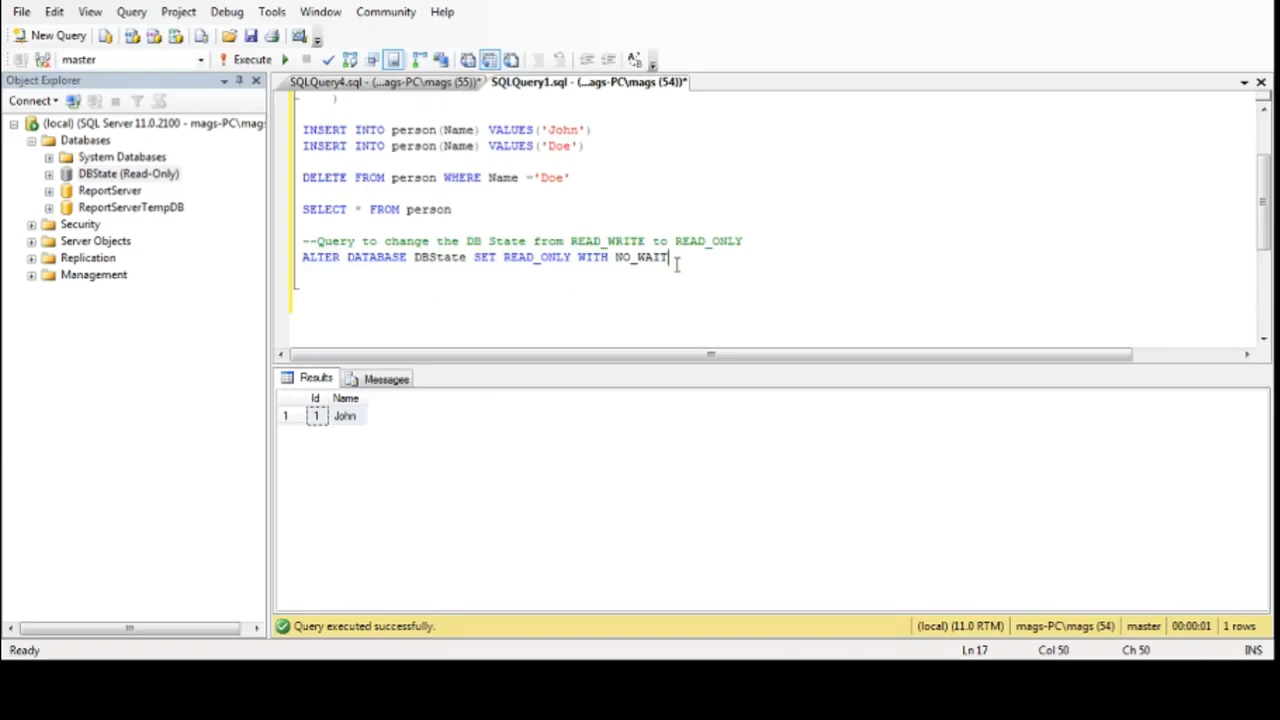 File Edit View Query Project Debug Tools Window Community Help
New Query
master Execute
Object Explorer
SQLQuery4.sql - (...ags-PC\mags (55))* SQLQuery1.sql - (...ags-PC\mags (54))*
Connect
(local) (SQL Server 11.0.2100 - mags-PC\mag
Databases
System Databases
DBState (Read-Only)
ReportServer
ReportServerTempDB
Security
Server Objects
Replication
Management
)
INSERT INTO person(Name) VALUES('John')
INSERT INTO person(Name) VALUES('Doe')
DELETE FROM person WHERE Name ='Doe'
SELECT * FROM person
--Query to change the DB State from READ_WRITE to READ_ONLY
ALTER DATABASE DBState SET READ_ONLY WITH NO_WAIT
Results Messages
Id Name
1 1 John
Query executed successfully. (local) (11.0 RTM) mags-PC\mags (54) master 00:00:01 1 rows
Ready Ln 17 Col 50 Ch 50 INS